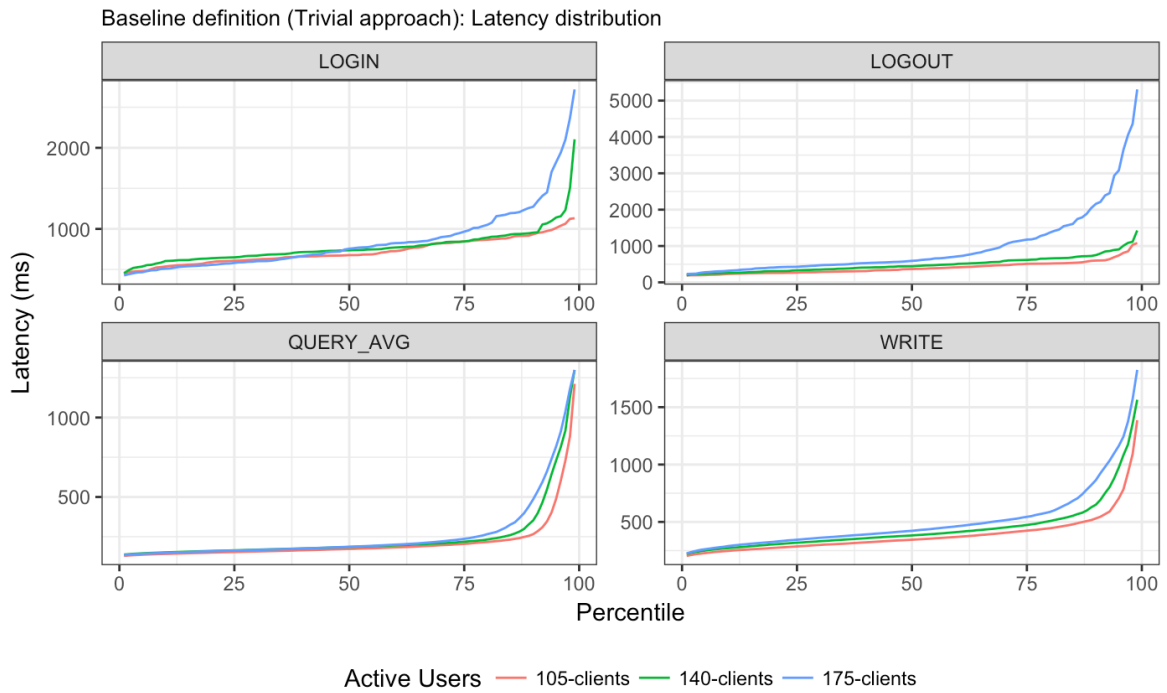 Baseline definition (Trivial approach): Latency distribution
LOGIN
LOGOUT
2000
1000
0 25 50 75 100
5000
4000
3000
2000
1000
0
0 25 50 75 100
QUERY_AVG
WRITE
1000
500
0 25 50 75 100
1500
1000
500
0 25 50 75 100
Latency (ms)
Percentile
Active Users 105-clients 140-clients 175-clients